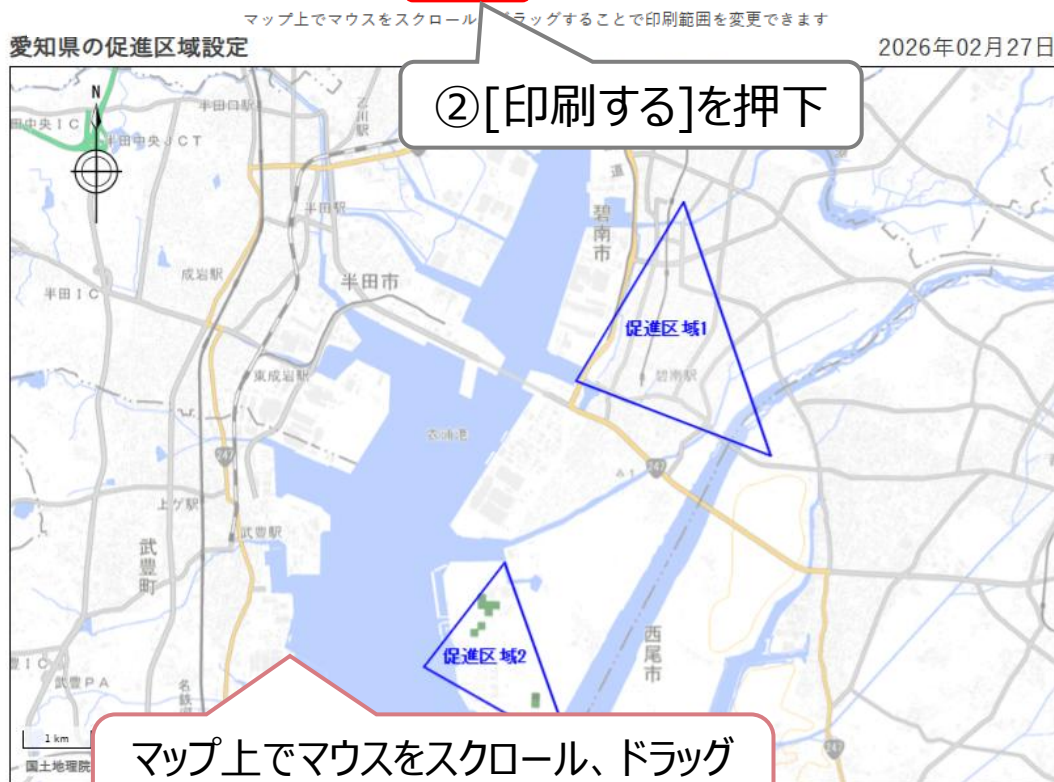 マップ上でマウスをスクロール、ドラッグすることで印刷範囲を変更できます
愛知県の促進区域設定
2026年02月27日
②[印刷する]を押下
N
半田口駅
乙川駅
田中央IC
半田中央JCT
道
半田駅
碧南市
成岩駅
半田市
半田IC
促進区域1
東成岩駅
碧南駅
衣浦港
247
247
上ゲ駅
武豊駅
武豊町
西尾市
促進区域2
豊IC
武豊PA
名鉄
1 km
247
国土地理院
マップ上でマウスをスクロール、ドラッグ